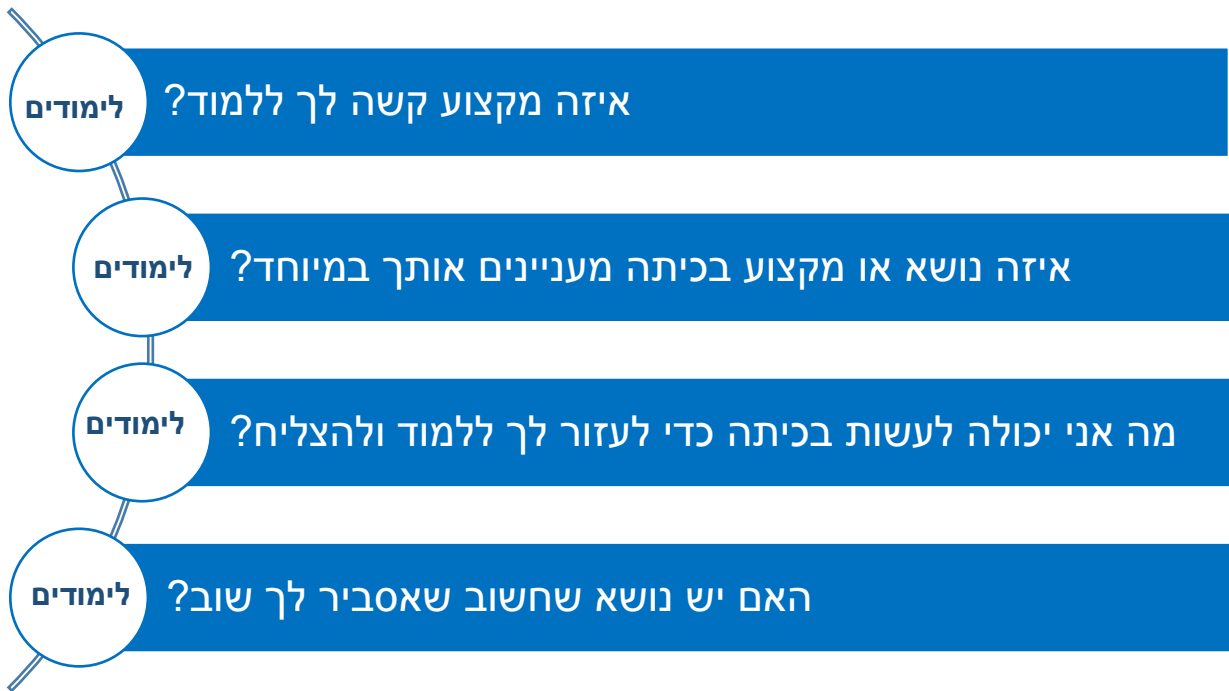 לימודים
איזה מקצוע קשה לך ללמוד?
לימודים
איזה נושא או מקצוע בכיתה מעניינים אותך במיוחד?
לימודים
מה אני יכולה לעשות בכיתה כדי לעזור לך ללמוד ולהצליח?
לימודים
האם יש נושא שחשוב שאסביר לך שוב?